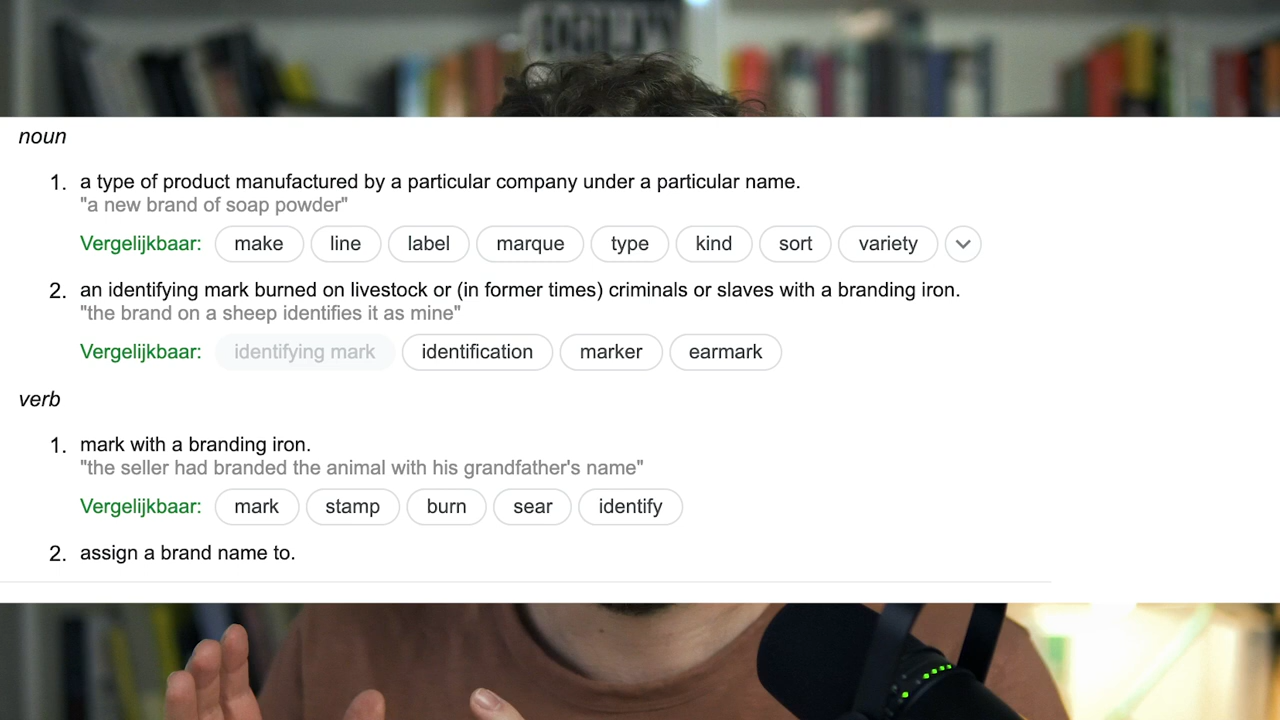 noun
1. a type of product manufactured by a particular company under a particular name.
"a new brand of soap powder"
Vergelijkbaar: make line label marque type kind sort variety
2. an identifying mark burned on livestock or (in former times) criminals or slaves with a branding iron.
"the brand on a sheep identifies it as mine"
Vergelijkbaar: identifying mark identification marker earmark
verb
1. mark with a branding iron.
"the seller had branded the animal with his grandfather's name"
Vergelijkbaar: mark stamp burn sear identify
2. assign a brand name to.